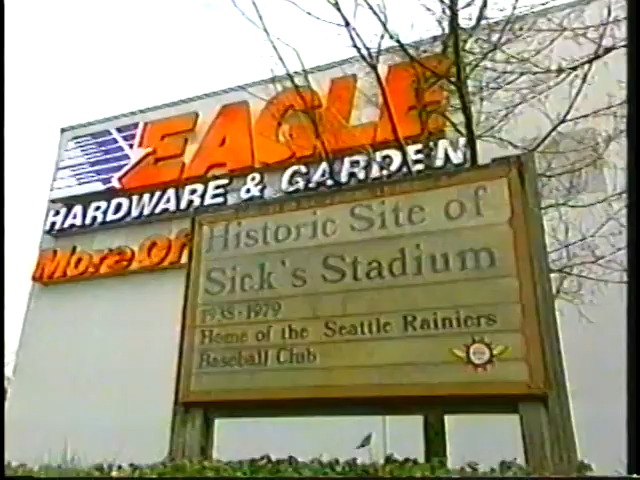 EAGLE
HARDWARE & GARDEN
More Of
Historic Site of
Sick's Stadium
1938-1979
Home of the Seattle Rainiers
Baseball Club